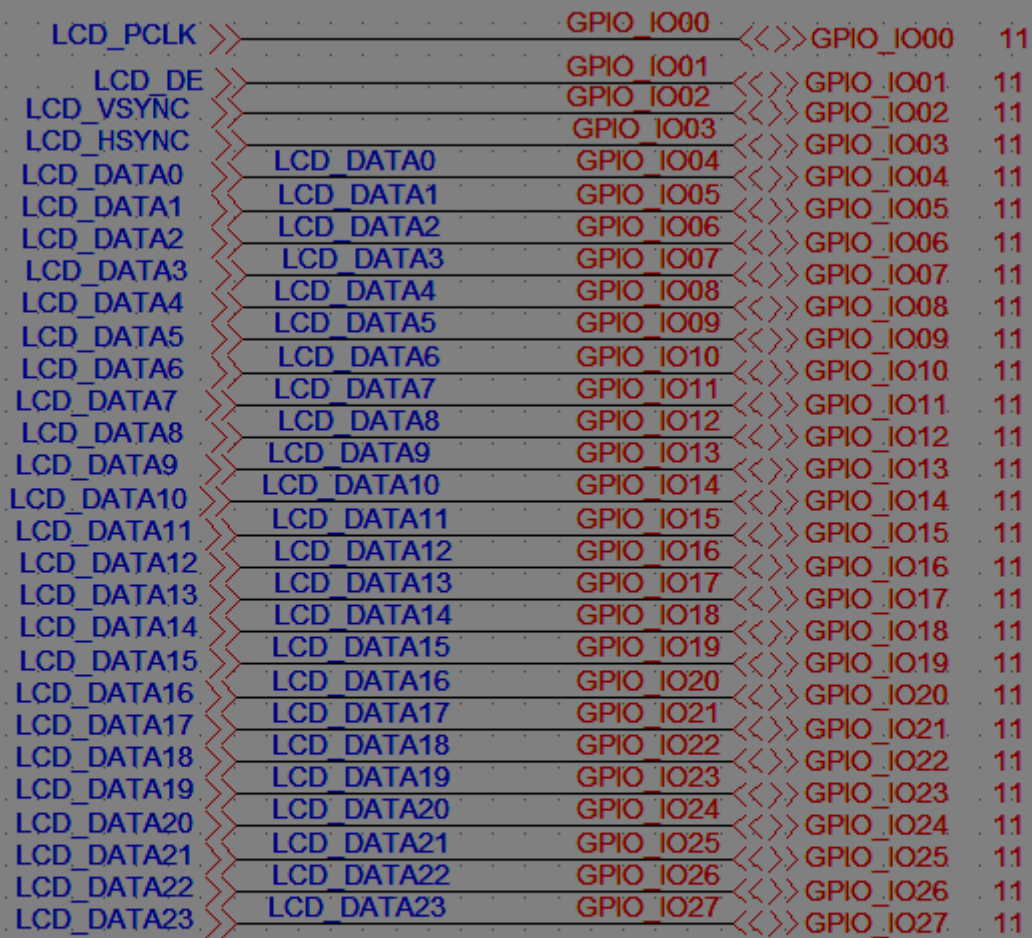 LCD_PCLK GPIO_IO00 GPIO_IO00 11
LCD_DE GPIO_IO01 GPIO_IO01 11
LCD_VSYNC GPIO_IO02 GPIO_IO02 11
LCD_HSYNC GPIO_IO03 GPIO_IO03 11
LCD_DATA0 LCD_DATA0 GPIO_IO04 GPIO_IO04 11
LCD_DATA1 LCD_DATA1 GPIO_IO05 GPIO_IO05 11
LCD_DATA2 LCD_DATA2 GPIO_IO06 GPIO_IO06 11
LCD_DATA3 LCD_DATA3 GPIO_IO07 GPIO_IO07 11
LCD_DATA4 LCD_DATA4 GPIO_IO08 GPIO_IO08 11
LCD_DATA5 LCD_DATA5 GPIO_IO09 GPIO_IO09 11
LCD_DATA6 LCD_DATA6 GPIO_IO10 GPIO_IO10 11
LCD_DATA7 LCD_DATA7 GPIO_IO11 GPIO_IO11 11
LCD_DATA8 LCD_DATA8 GPIO_IO12 GPIO_IO12 11
LCD_DATA9 LCD_DATA9 GPIO_IO13 GPIO_IO13 11
LCD_DATA10 LCD_DATA10 GPIO_IO14 GPIO_IO14 11
LCD_DATA11 LCD_DATA11 GPIO_IO15 GPIO_IO15 11
LCD_DATA12 LCD_DATA12 GPIO_IO16 GPIO_IO16 11
LCD_DATA13 LCD_DATA13 GPIO_IO17 GPIO_IO17 11
LCD_DATA14 LCD_DATA14 GPIO_IO18 GPIO_IO18 11
LCD_DATA15 LCD_DATA15 GPIO_IO19 GPIO_IO19 11
LCD_DATA16 LCD_DATA16 GPIO_IO20 GPIO_IO20 11
LCD_DATA17 LCD_DATA17 GPIO_IO21 GPIO_IO21 11
LCD_DATA18 LCD_DATA18 GPIO_IO22 GPIO_IO22 11
LCD_DATA19 LCD_DATA19 GPIO_IO23 GPIO_IO23 11
LCD_DATA20 LCD_DATA20 GPIO_IO24 GPIO_IO24 11
LCD_DATA21 LCD_DATA21 GPIO_IO25 GPIO_IO25 11
LCD_DATA22 LCD_DATA22 GPIO_IO26 GPIO_IO26 11
LCD_DATA23 LCD_DATA23 GPIO_IO27 GPIO_IO27 11